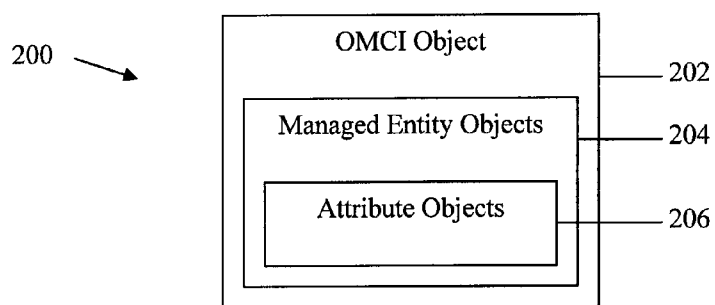 OMCI Object
200
202
Managed Entity Objects
204
Attribute Objects
206